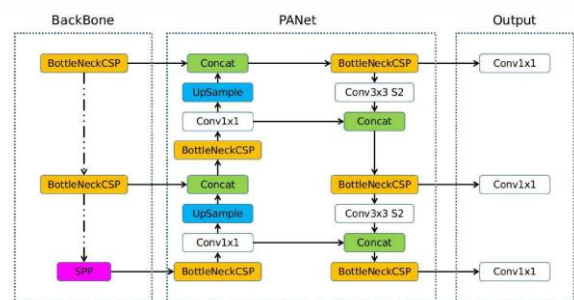 BackBone
PANet
Output
BottleNeckCSP
Concat
BottleNeckCSP
Conv1x1
UpSample
Conv3x3 S2
Conv1x1
Concat
BottleNeckCSP
BottleNeckCSP
Concat
BottleNeckCSP
Conv1x1
UpSample
Conv3x3 S2
Conv1x1
Concat
SPP
BottleNeckCSP
BottleNeckCSP
Conv1x1